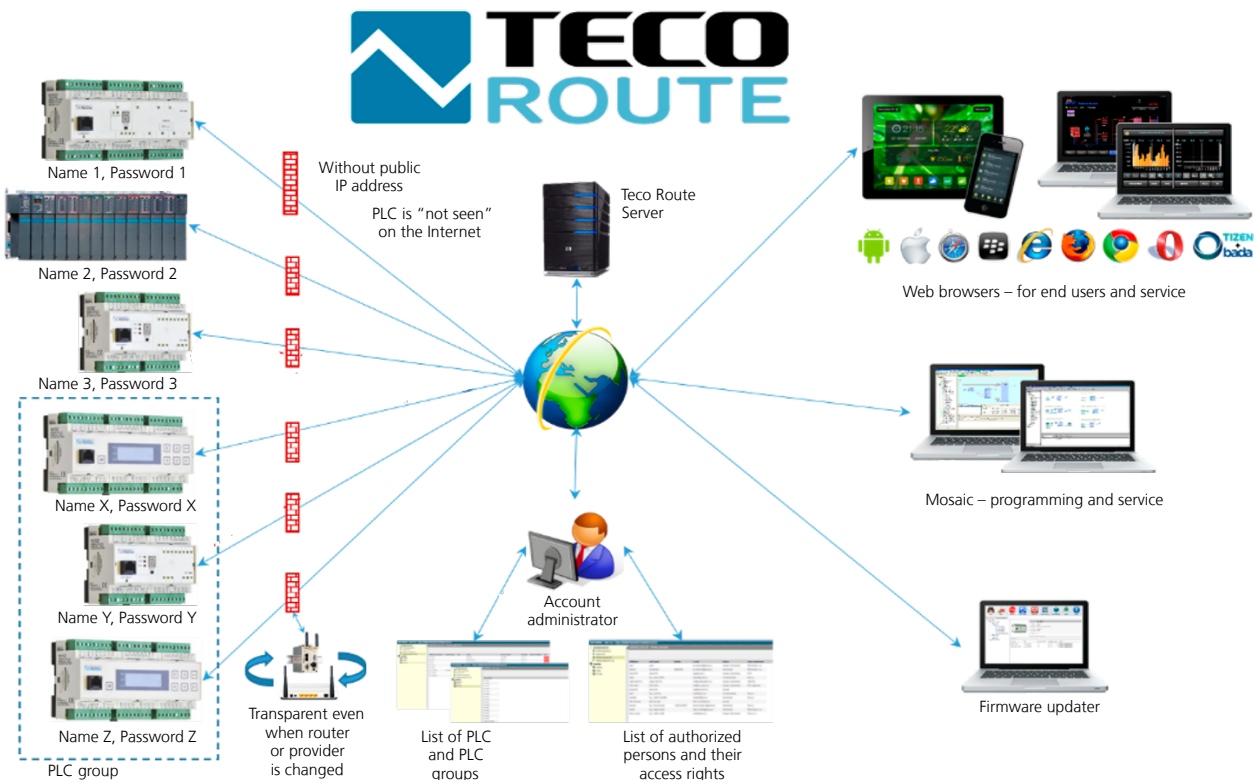 TECO
ROUTE
Name 1, Password 1
Name 2, Password 2
Name 3, Password 3
Name X, Password X
Name Y, Password Y
Name Z, Password Z
PLC group
Without public
IP address
PLC is “not seen”
on the Internet
Transparent even
when router
or provider
is changed
Teco Route
Server
Account
administrator
List of PLC
and PLC
groups
List of authorized
persons and their
access rights
21:15
TIZEN
bada
Web browsers – for end users and service
Mosaic – programming and service
Firmware updater